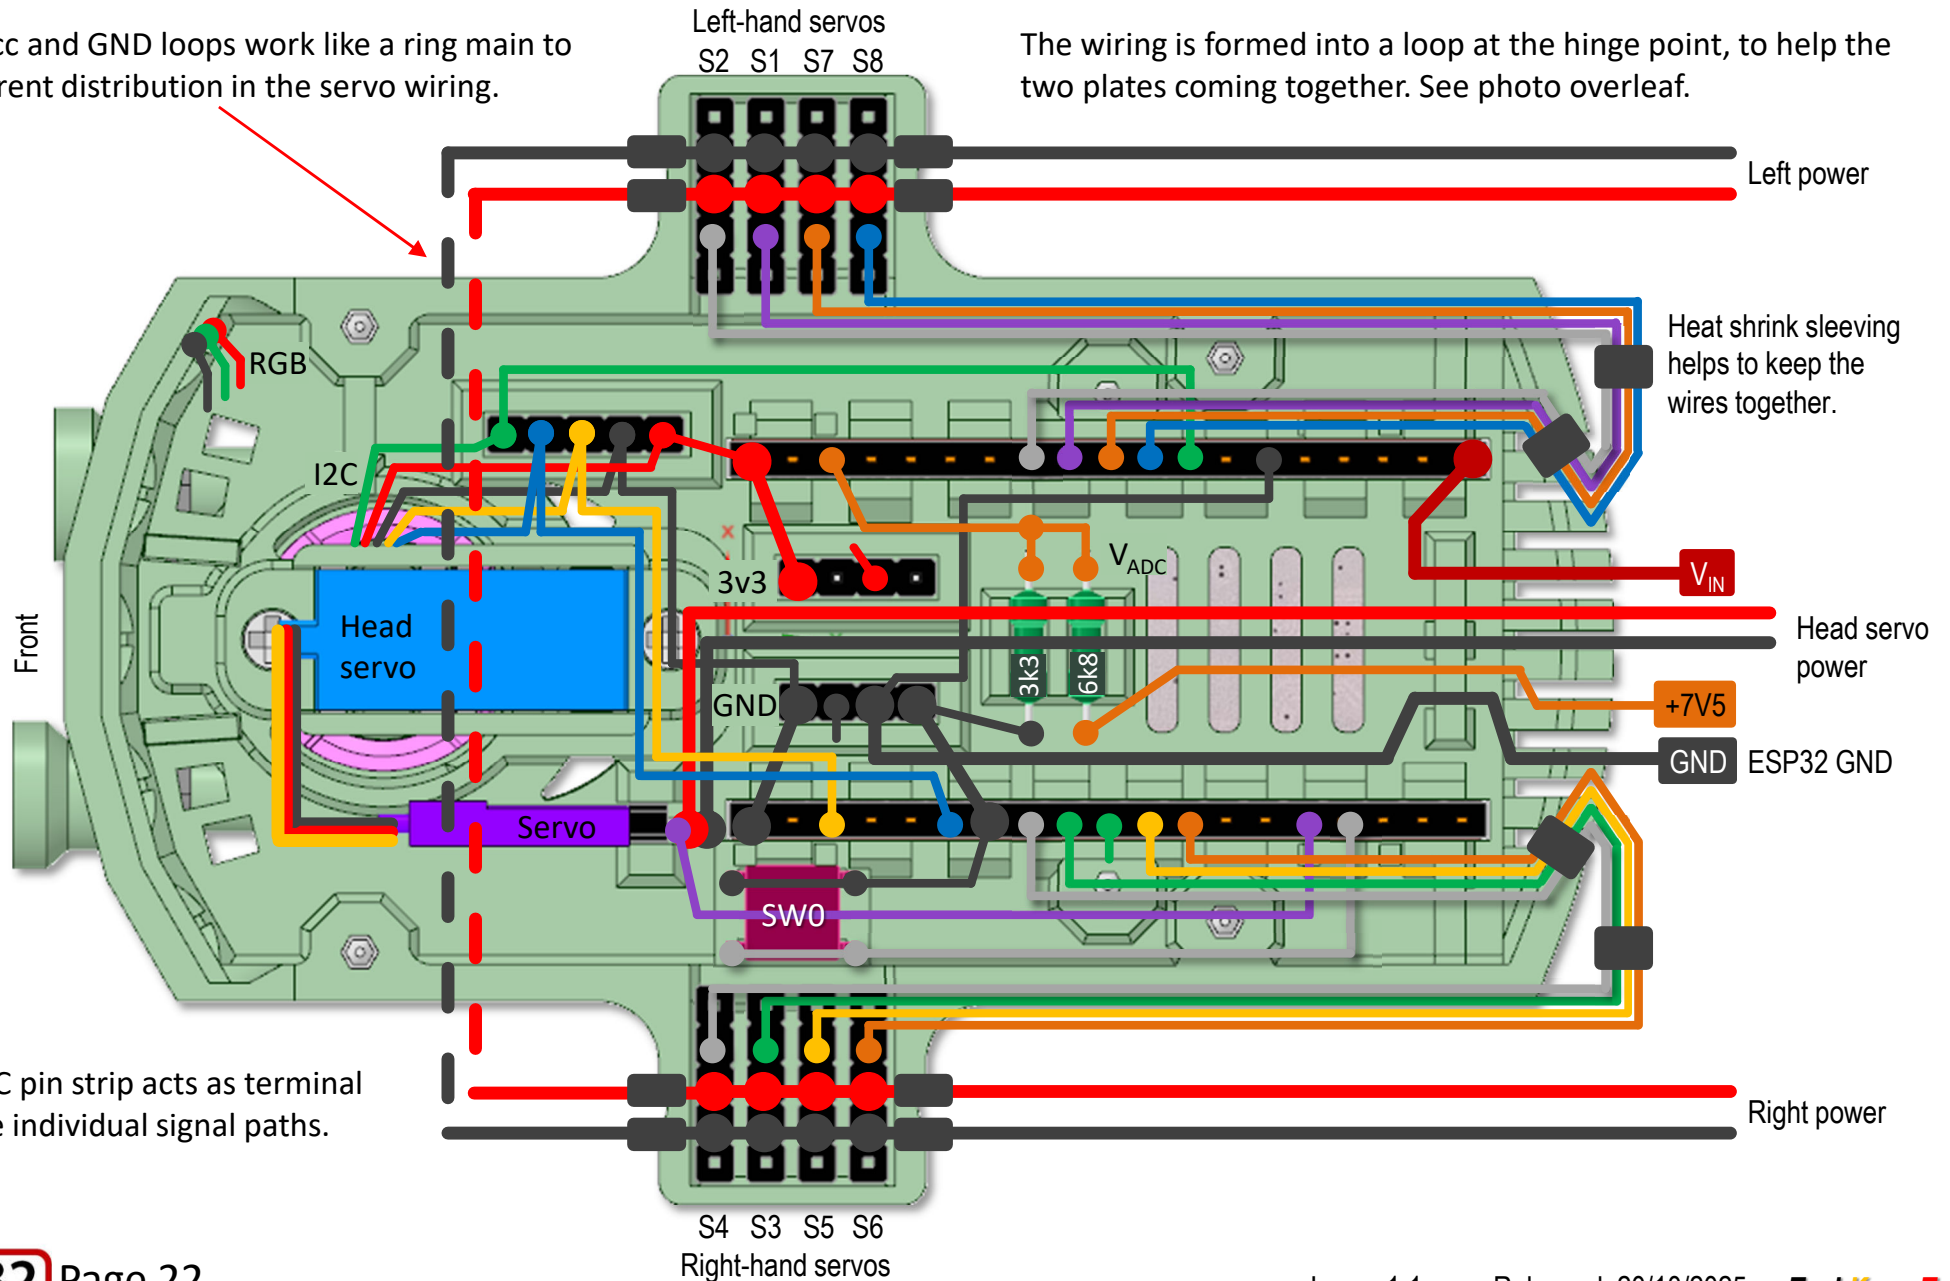 Left-hand servos
S2 S1 S7 S8
and GND loops work like a ring main to
distribution in the servo wiring.
The wiring is formed into a loop at the hinge point, to help the
two plates coming together. See photo overleaf.
Left power
RGB
Heat shrink sleeving
helps to keep the
wires together.
I2C
3v3
VADC
VIN
Front
Head
servo
3k3
6k8
Head servo
power
GND
+7V5
GND ESP32 GND
Servo
SW0
pin strip acts as terminal
individual signal paths.
Right power
S4 S3 S5 S6
Right-hand servos
Page 22